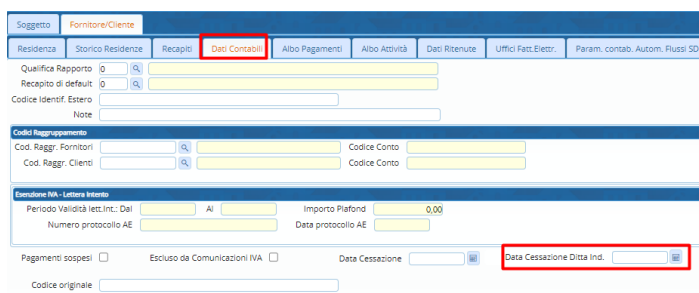 Soggetto Fornitore/Cliente
Residenza Storico Residenze Recapiti Dati Contabili Albo Pagamenti Albo Attività Dati Ritenute Uffici Fatt.Elettr. Param. contab. Autom. Flussi SD
Qualifica Rapporto 0
Recapito di default 0
Codice Identif. Estero
Note
Codici Raggruppamento
Cod. Raggr. Fornitori Codice Conto
Cod. Raggr. Clienti Codice Conto
Esenzione IVA - Lettera Intento
Periodo Validità lett.Int.: Dal Al Importo Plafond 0,00
Numero protocollo AE Data protocollo AE
Pagamenti sospesi Escluso da Comunicazioni IVA Data Cessazione Data Cessazione Ditta Ind.
Codice originale